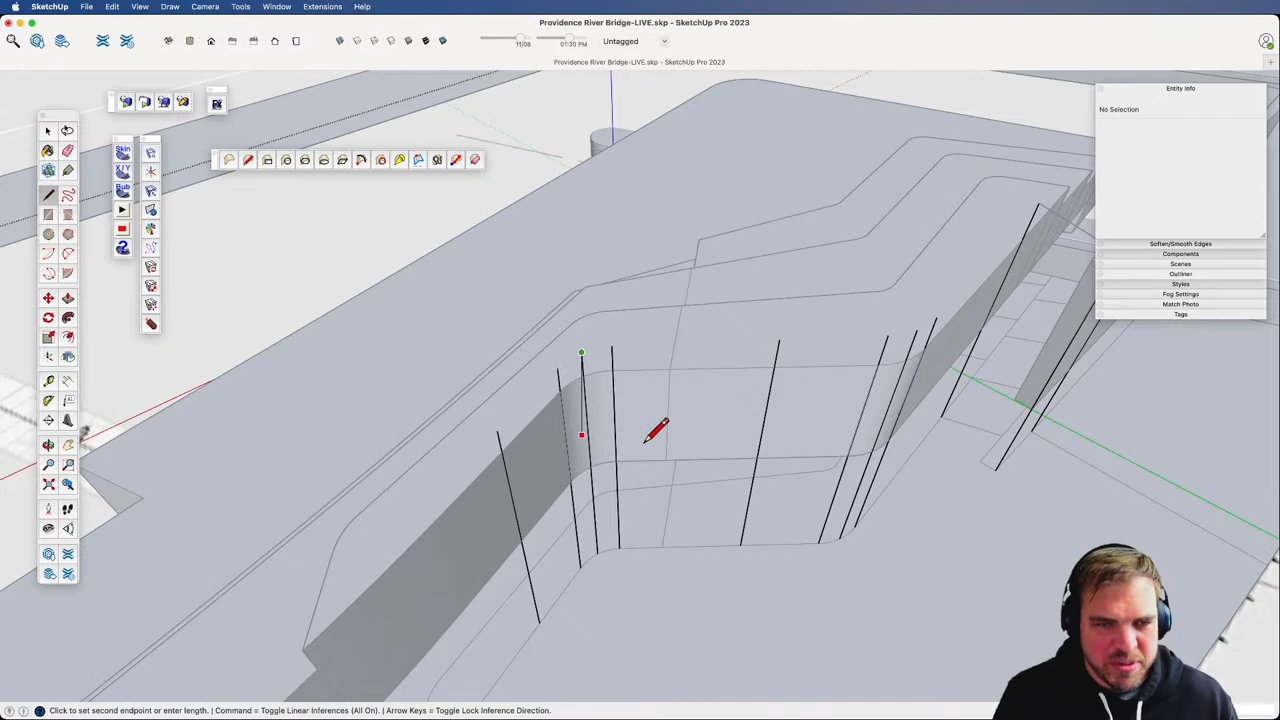 SketchUp File Edit View Draw Camera Tools Window Extensions Help
Providence River Bridge-LIVE.skp - SketchUp Pro 2023
11/08 01:30 PM Untagged
Providence River Bridge-LIVE.skp - SketchUp Pro 2023
Entity Info
No Selection
Skin
X/Y
Bub
Soften/Smooth Edges
Components
Scenes
Outliner
Styles
Fog Settings
Match Photo
Tags
Click to set second endpoint or enter length. | Command = Toggle Linear Inferences (All On). | Arrow Keys = Toggle Lock Inference Direction.